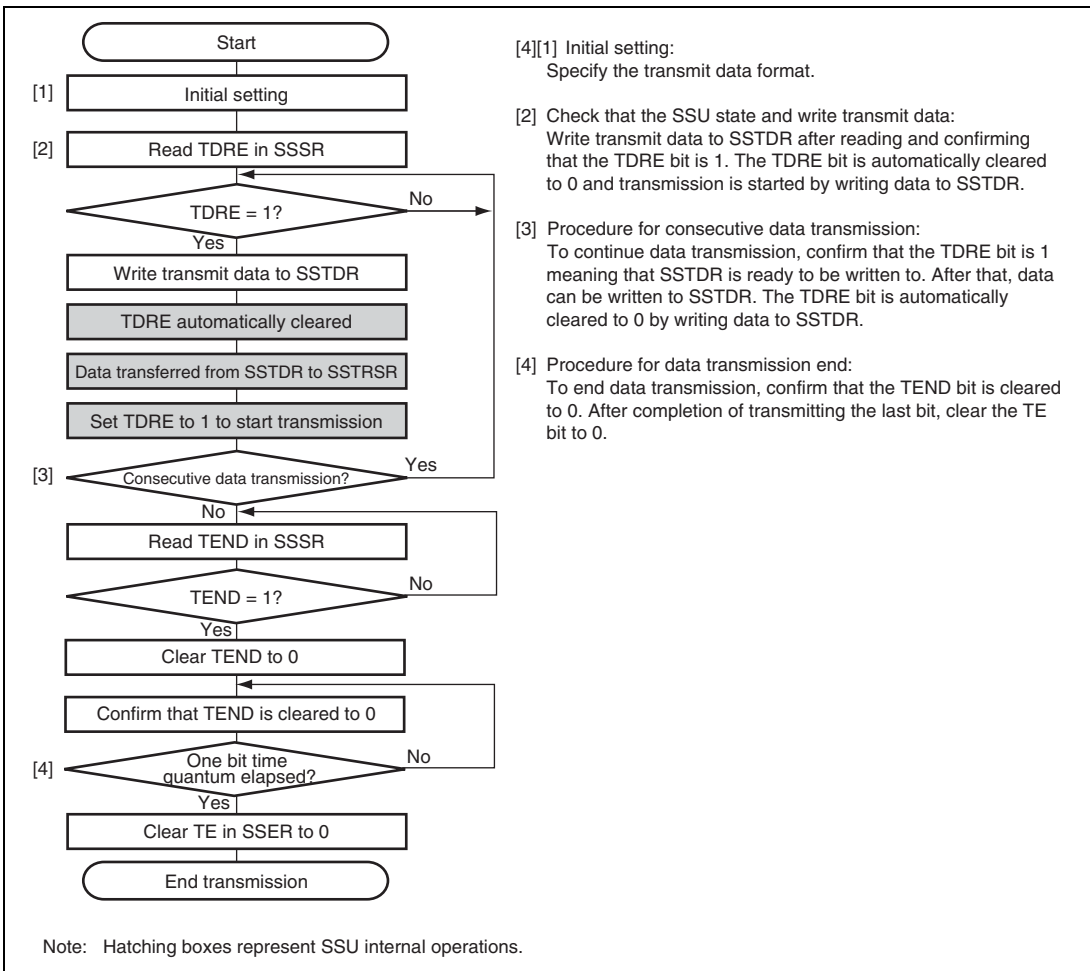 Start
[1] Initial setting
[2] Read TDRE in SSSR
TDRE = 1?
No
Yes
Write transmit data to SSTDR
TDRE automatically cleared
Data transferred from SSTDR to SSTRSR
Set TDRE to 1 to start transmission
[3] Consecutive data transmission?
Yes
No
Read TEND in SSSR
TEND = 1?
No
Yes
Clear TEND to 0
Confirm that TEND is cleared to 0
[4] One bit time
quantum elapsed?
No
Yes
Clear TE in SSER to 0
End transmission
[4][1] Initial setting:
Specify the transmit data format.
[2] Check that the SSU state and write transmit data:
Write transmit data to SSTDR after reading and confirming
that the TDRE bit is 1. The TDRE bit is automatically cleared
to 0 and transmission is started by writing data to SSTDR.
[3] Procedure for consecutive data transmission:
To continue data transmission, confirm that the TDRE bit is 1
meaning that SSTDR is ready to be written to. After that, data
can be written to SSTDR. The TDRE bit is automatically
cleared to 0 by writing data to SSTDR.
[4] Procedure for data transmission end:
To end data transmission, confirm that the TEND bit is cleared
to 0. After completion of transmitting the last bit, clear the TE
bit to 0.
Note: Hatching boxes represent SSU internal operations.